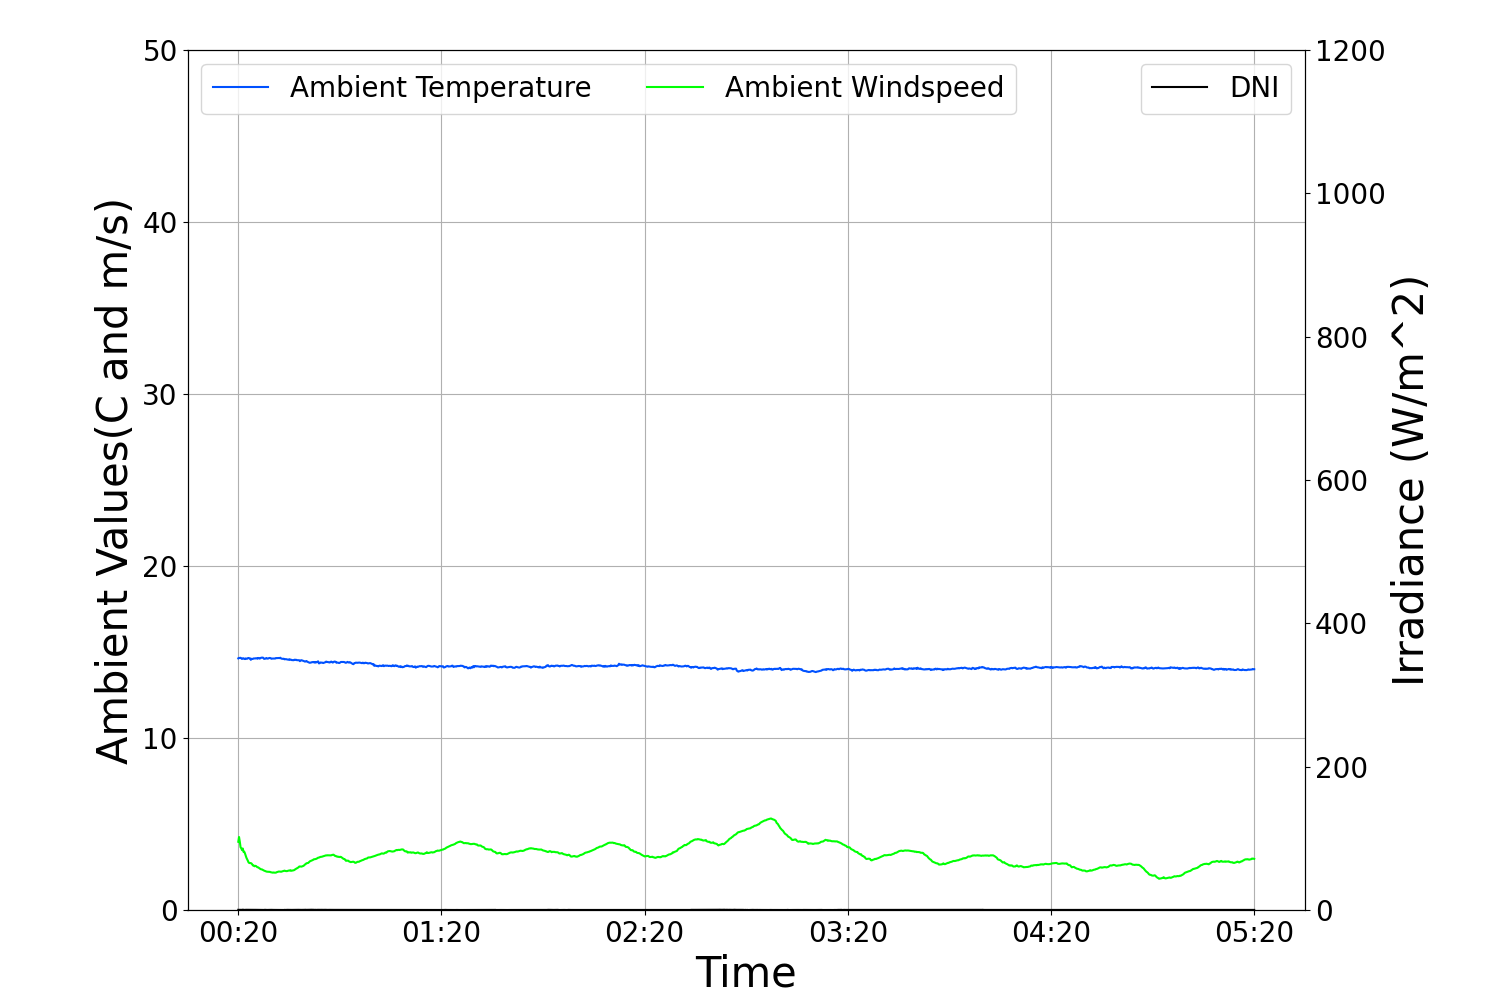 Ambient Temperature
Ambient Windspeed
DNI
Ambient Values(C and m/s)
50
40
30
20
10
0
1200
1000
800
600
400
200
0
Irradiance (W/m^2)
00:20 01:20 02:20 03:20 04:20 05:20
Time